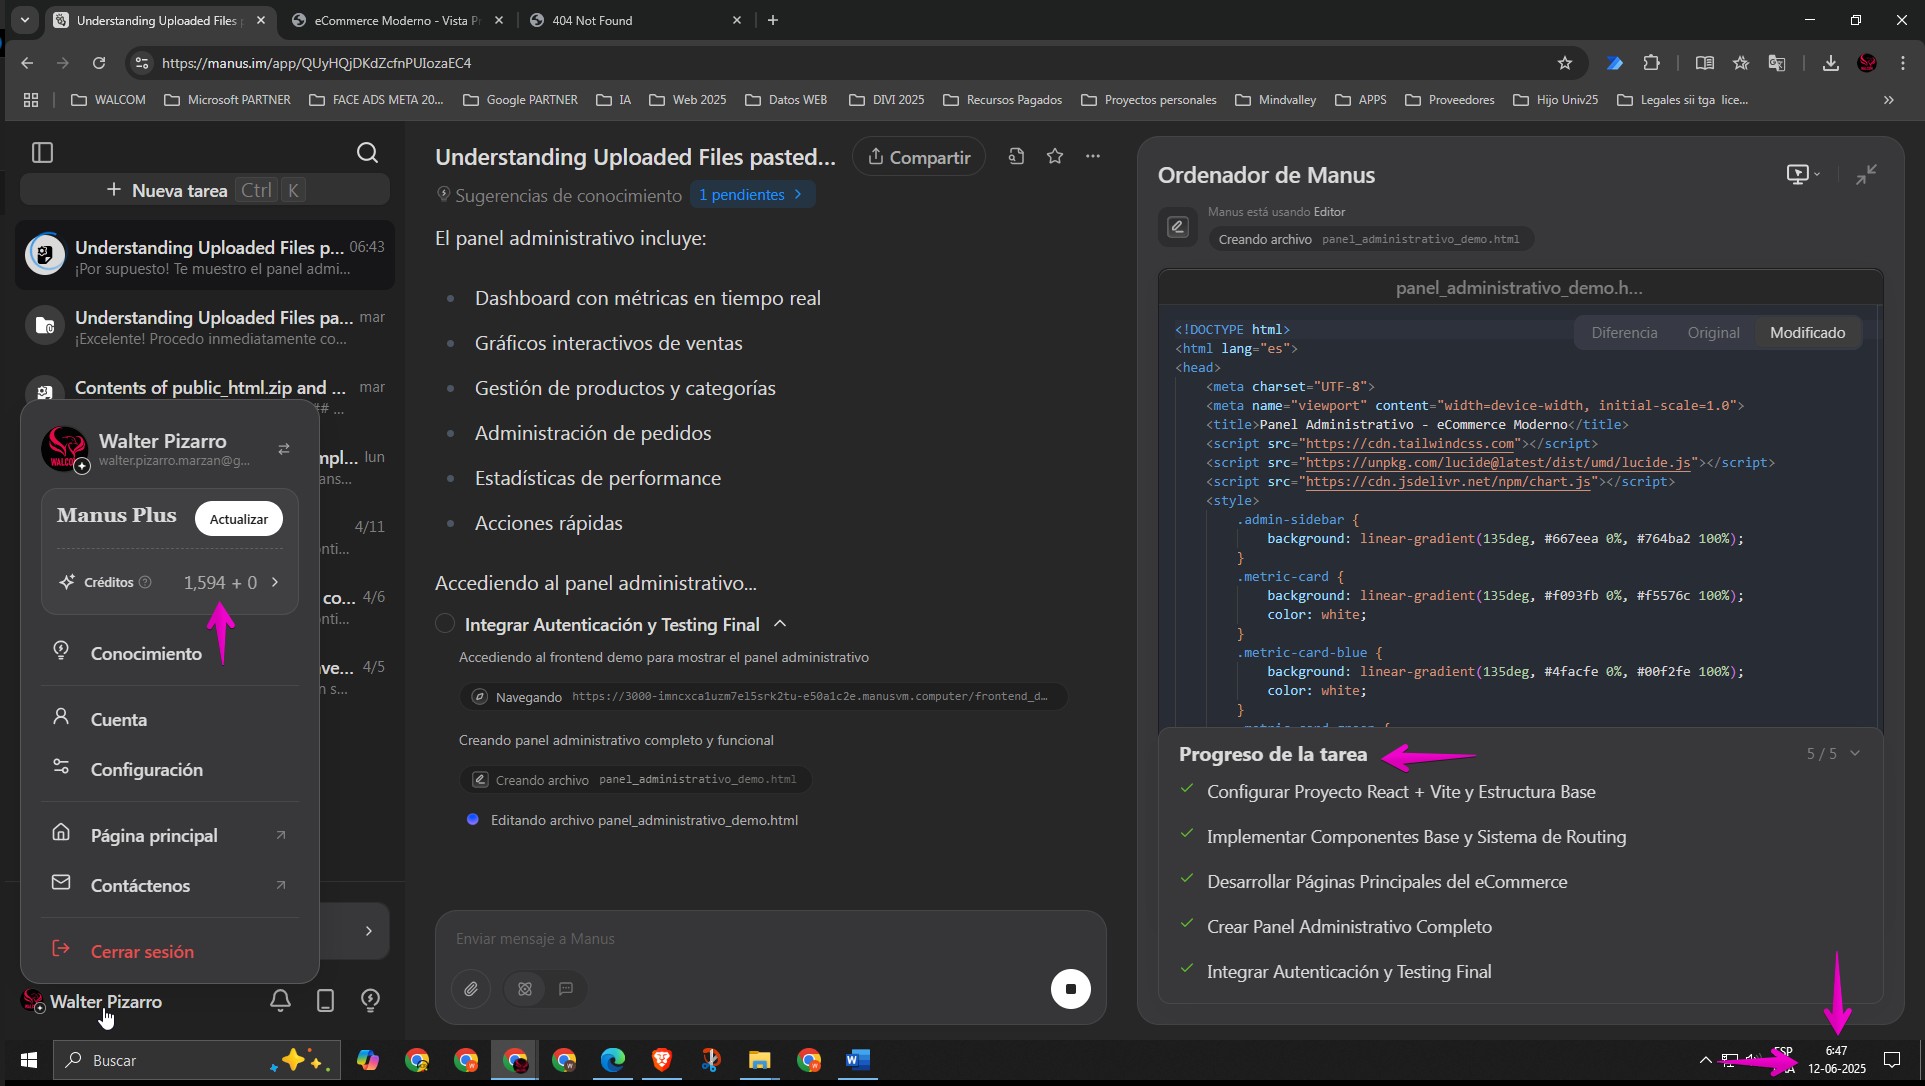 Understanding Uploaded Files p
eCommerce Moderno - Vista Pr
404 Not Found
https://manus.im/app/QUyHQjDKdZcfnPUIozaEC4
WALCOM
Microsoft PARTNER
FACE ADS META 20...
Google PARTNER
IA
Web 2025
Datos WEB
DIVI 2025
Recursos Pagados
Proyectos personales
Mindvalley
APPS
Proveedores
Hijo Univ25
Legales sii tga lice...
Nueva tarea Ctrl K
Understanding Uploaded Files p... 06:43
¡Por supuesto! Te muestro el panel admi...
Understanding Uploaded Files pa... mar
¡Excelente! Procedo inmediatamente co...
Contents of public_html.zip and ... mar
## ...
mpl... lun
ans...
4/11
nti...
co... 4/6
nti...
ve... 4/5
n s...
Walter Pizarro
walter.pizarro.marzan@g...
Manus Plus
Actualizar
Créditos 1,594 + 0
Conocimiento
Cuenta
Configuración
Página principal
Contáctenos
Cerrar sesión
Walter Pizarro
Understanding Uploaded Files pasted...
Compartir
Sugerencias de conocimiento
1 pendientes
El panel administrativo incluye:
Dashboard con métricas en tiempo real
Gráficos interactivos de ventas
Gestión de productos y categorías
Administración de pedidos
Estadísticas de performance
Acciones rápidas
Accediendo al panel administrativo...
Integrar Autenticación y Testing Final
Accediendo al frontend demo para mostrar el panel administrativo
Navegando https://3000-imncxca1uzm7el5srk2tu-e50a1c2e.manusvm.computer/frontend_d...
Creando panel administrativo completo y funcional
Creando archivo panel_administrativo_demo.html
Editando archivo panel_administrativo_demo.html
Enviar mensaje a Manus
Ordenador de Manus
Manus está usando Editor
Creando archivo panel_administrativo_demo.html
panel_administrativo_demo.h...
Diferencia Original Modificado
<!DOCTYPE html>
<html lang="es">
<head>
<meta charset="UTF-8">
<meta name="viewport" content="width=device-width, initial-scale=1.0">
<title>Panel Administrativo - eCommerce Moderno</title>
<script src="https://cdn.tailwindcss.com"></script>
<script src="https://unpkg.com/lucide@latest/dist/umd/lucide.js"></script>
<script src="https://cdn.jsdelivr.net/npm/chart.js"></script>
<style>
.admin-sidebar {
background: linear-gradient(135deg, #667eea 0%, #764ba2 100%);
}
.metric-card {
background: linear-gradient(135deg, #f093fb 0%, #f5576c 100%);
color: white;
}
.metric-card-blue {
background: linear-gradient(135deg, #4facfe 0%, #00f2fe 100%);
color: white;
}
Progreso de la tarea
5 / 5
Configurar Proyecto React + Vite y Estructura Base
Implementar Componentes Base y Sistema de Routing
Desarrollar Páginas Principales del eCommerce
Crear Panel Administrativo Completo
Integrar Autenticación y Testing Final
Buscar
ESP
6:47
12-06-2025